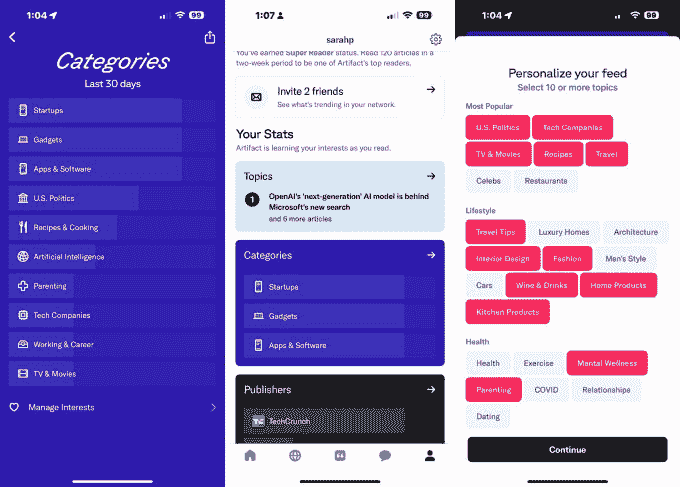 1:04
99
Categories
Last 30 days
Startups
Gadgets
Apps & Software
U.S. Politics
Recipes & Cooking
Artificial Intelligence
Parenting
Tech Companies
Working & Career
TV & Movies
Manage Interests
1:07
99
sarahp
You've earned Super Reader status. Read 120 articles in
a two-week period to be one of Artifact's top readers.
Invite 2 friends
See what's trending in your network.
Your Stats
Artifact is learning your interests as you read.
Topics
1 OpenAI's 'next-generation' AI model is behind
Microsoft's new search
and 6 more articles
Categories
Startups
Gadgets
Apps & Software
Publishers
TechCrunch
1:04
99
Personalize your feed
Select 10 or more topics
Most Popular
U.S. Politics Tech Companies
TV & Movies Recipes Travel
Celebs Restaurants
Lifestyle
Travel Tips Luxury Homes Architecture
Interior Design Fashion Men's Style
Cars Wine & Drinks Home Products
Kitchen Products
Health
Health Exercise Mental Wellness
Parenting COVID Relationships
Dating
Continue